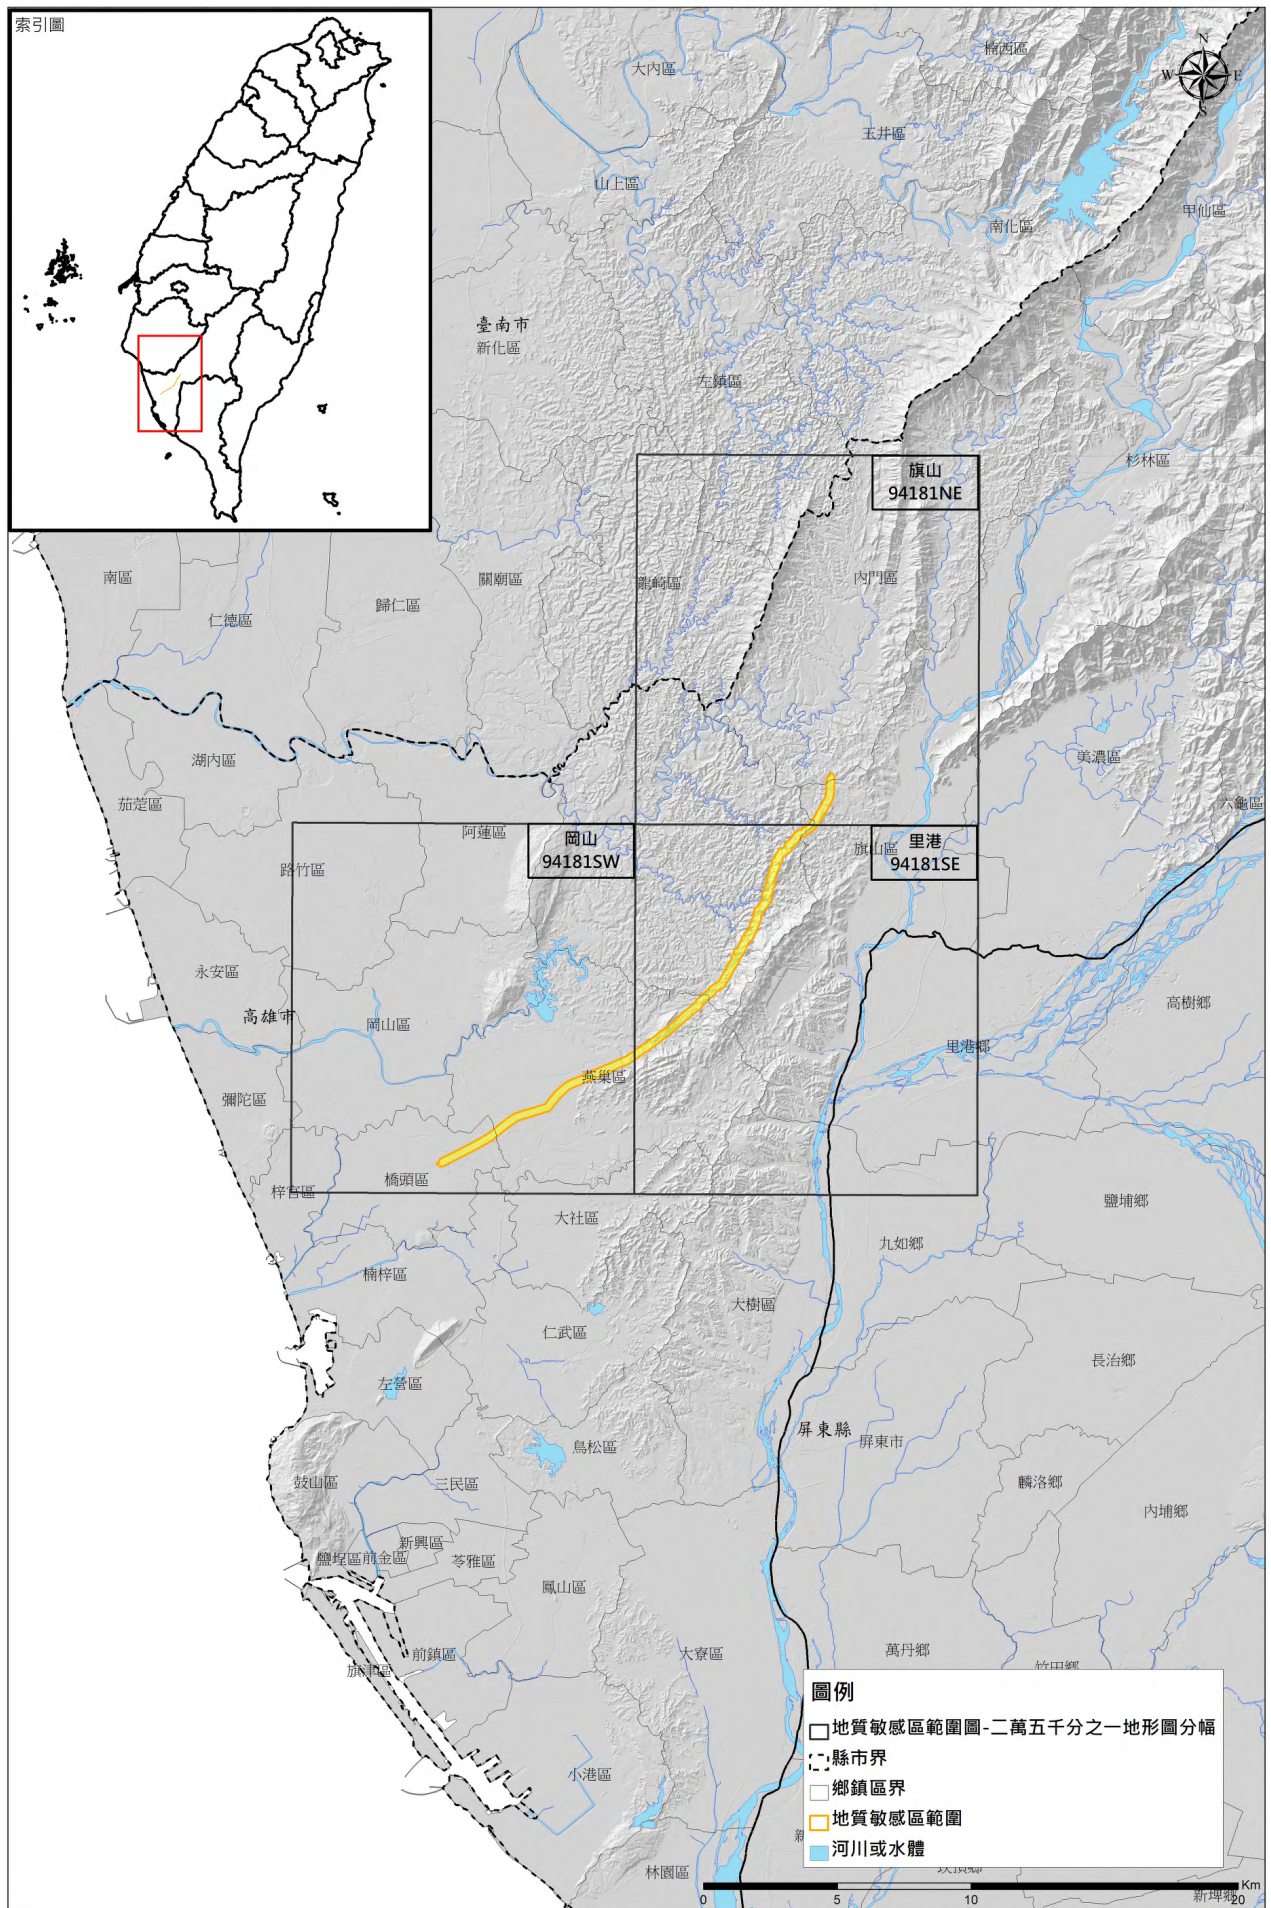 索引圖
N
W
E
S
楠西區
大內區
玉井區
山上區
甲仙區
南化區
臺南市
新化區
左鎮區
杉林區
旗山
94181NE
南區
關廟區
龍崎區
內門區
歸仁區
仁德區
湖內區
美濃區
茄萣區
六龜區
阿蓮區
岡山
94181SW
旗山區
里港
94181SE
路竹區
永安區
高雄市
岡山區
高樹鄉
里港鄉
燕巢區
彌陀區
橋頭區
梓官區
鹽埔鄉
大社區
九如鄉
楠梓區
大樹區
仁武區
長治鄉
左營區
屏東縣
屏東市
鳥松區
鼓山區
三民區
麟洛鄉
內埔鄉
新興區
鹽埕區
前金區
苓雅區
鳳山區
前鎮區
大寮區
萬丹鄉
竹田鄉
旗津區
圖例
地質敏感區範圍圖-二萬五千分之一地形圖分幅
縣市界
鄉鎮區界
地質敏感區範圍
河川或水體
小港區
林園區
崁頂鄉
新埤鄉
Km
0
5
10
20